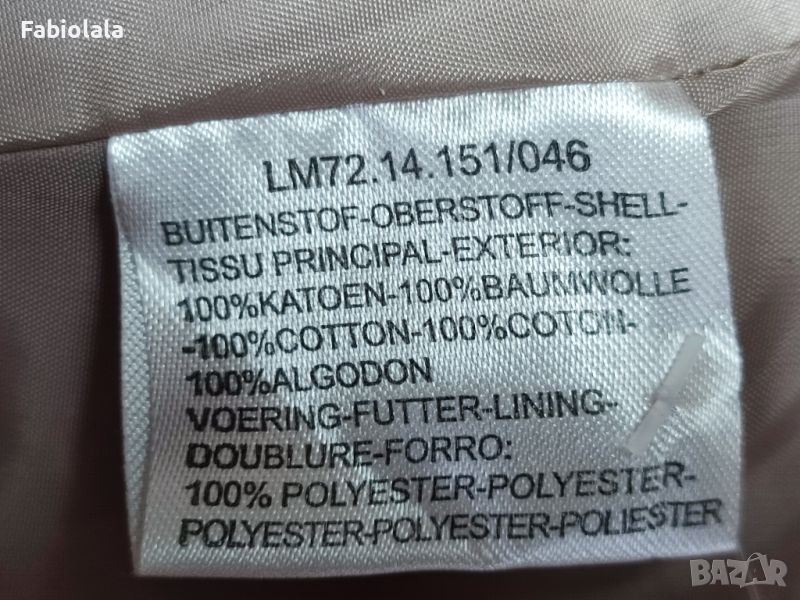 Fabiolala
LM72.14.151/046
BUITENSTOF-OBERSTOFF-SHELL-
TISSU PRINCIPAL-EXTERIOR:
100%KATOEN-100%BAUMWOLLE
-100%COTTON-100%COTON-
100%ALGODON
VOERING-FUTTER-LINING-
DOUBLURE-FORRO:
100% POLYESTER-POLYESTER-
POLYESTER-POLYESTER-POLIESTER
BAZAR